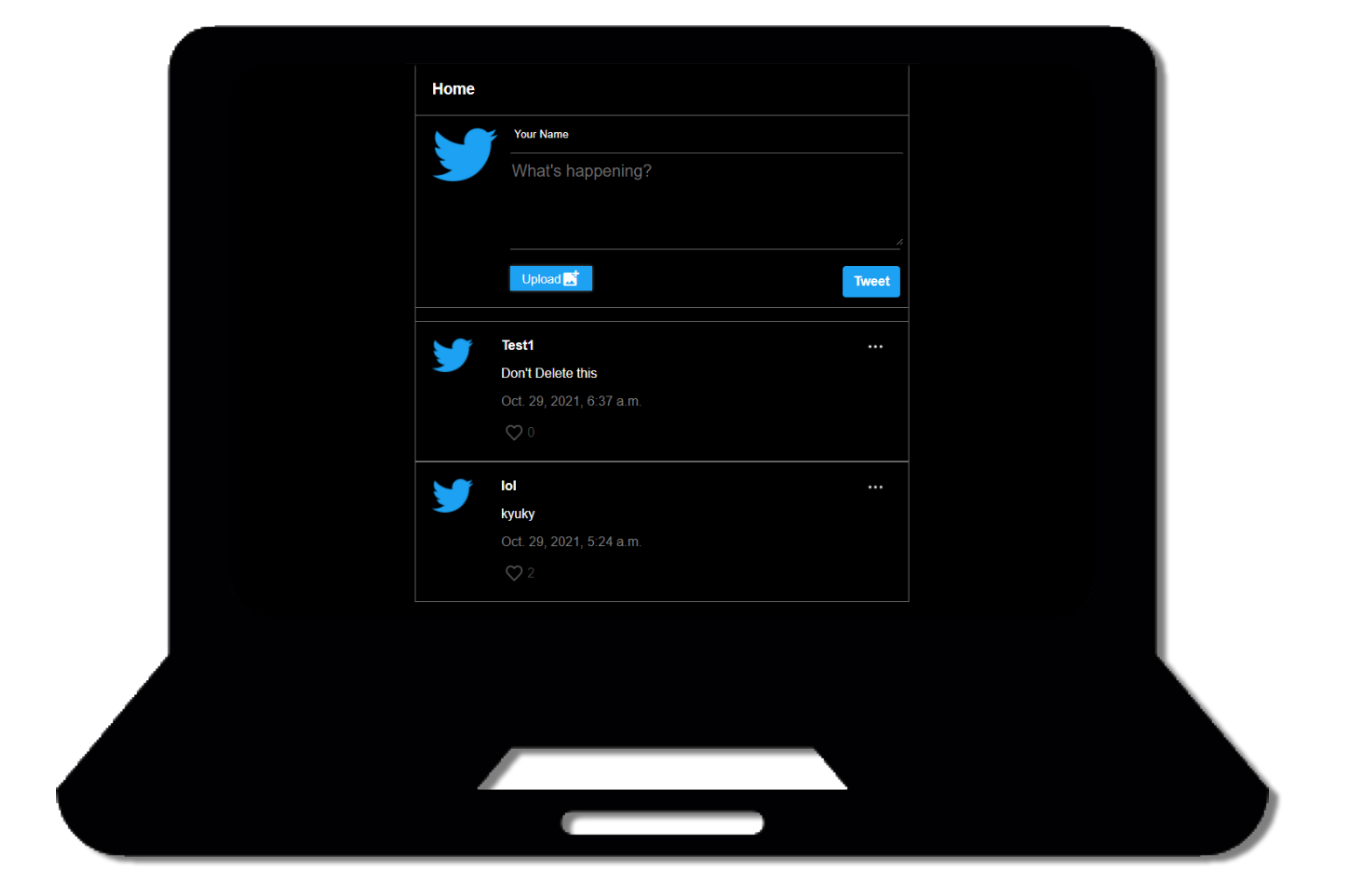 Home
Your Name
What's happening?
Upload
Tweet
Test1
Don't Delete this
Oct. 29, 2021, 6:37 a.m.
0
lol
kyuky
Oct. 29, 2021, 5:24 a.m.
2